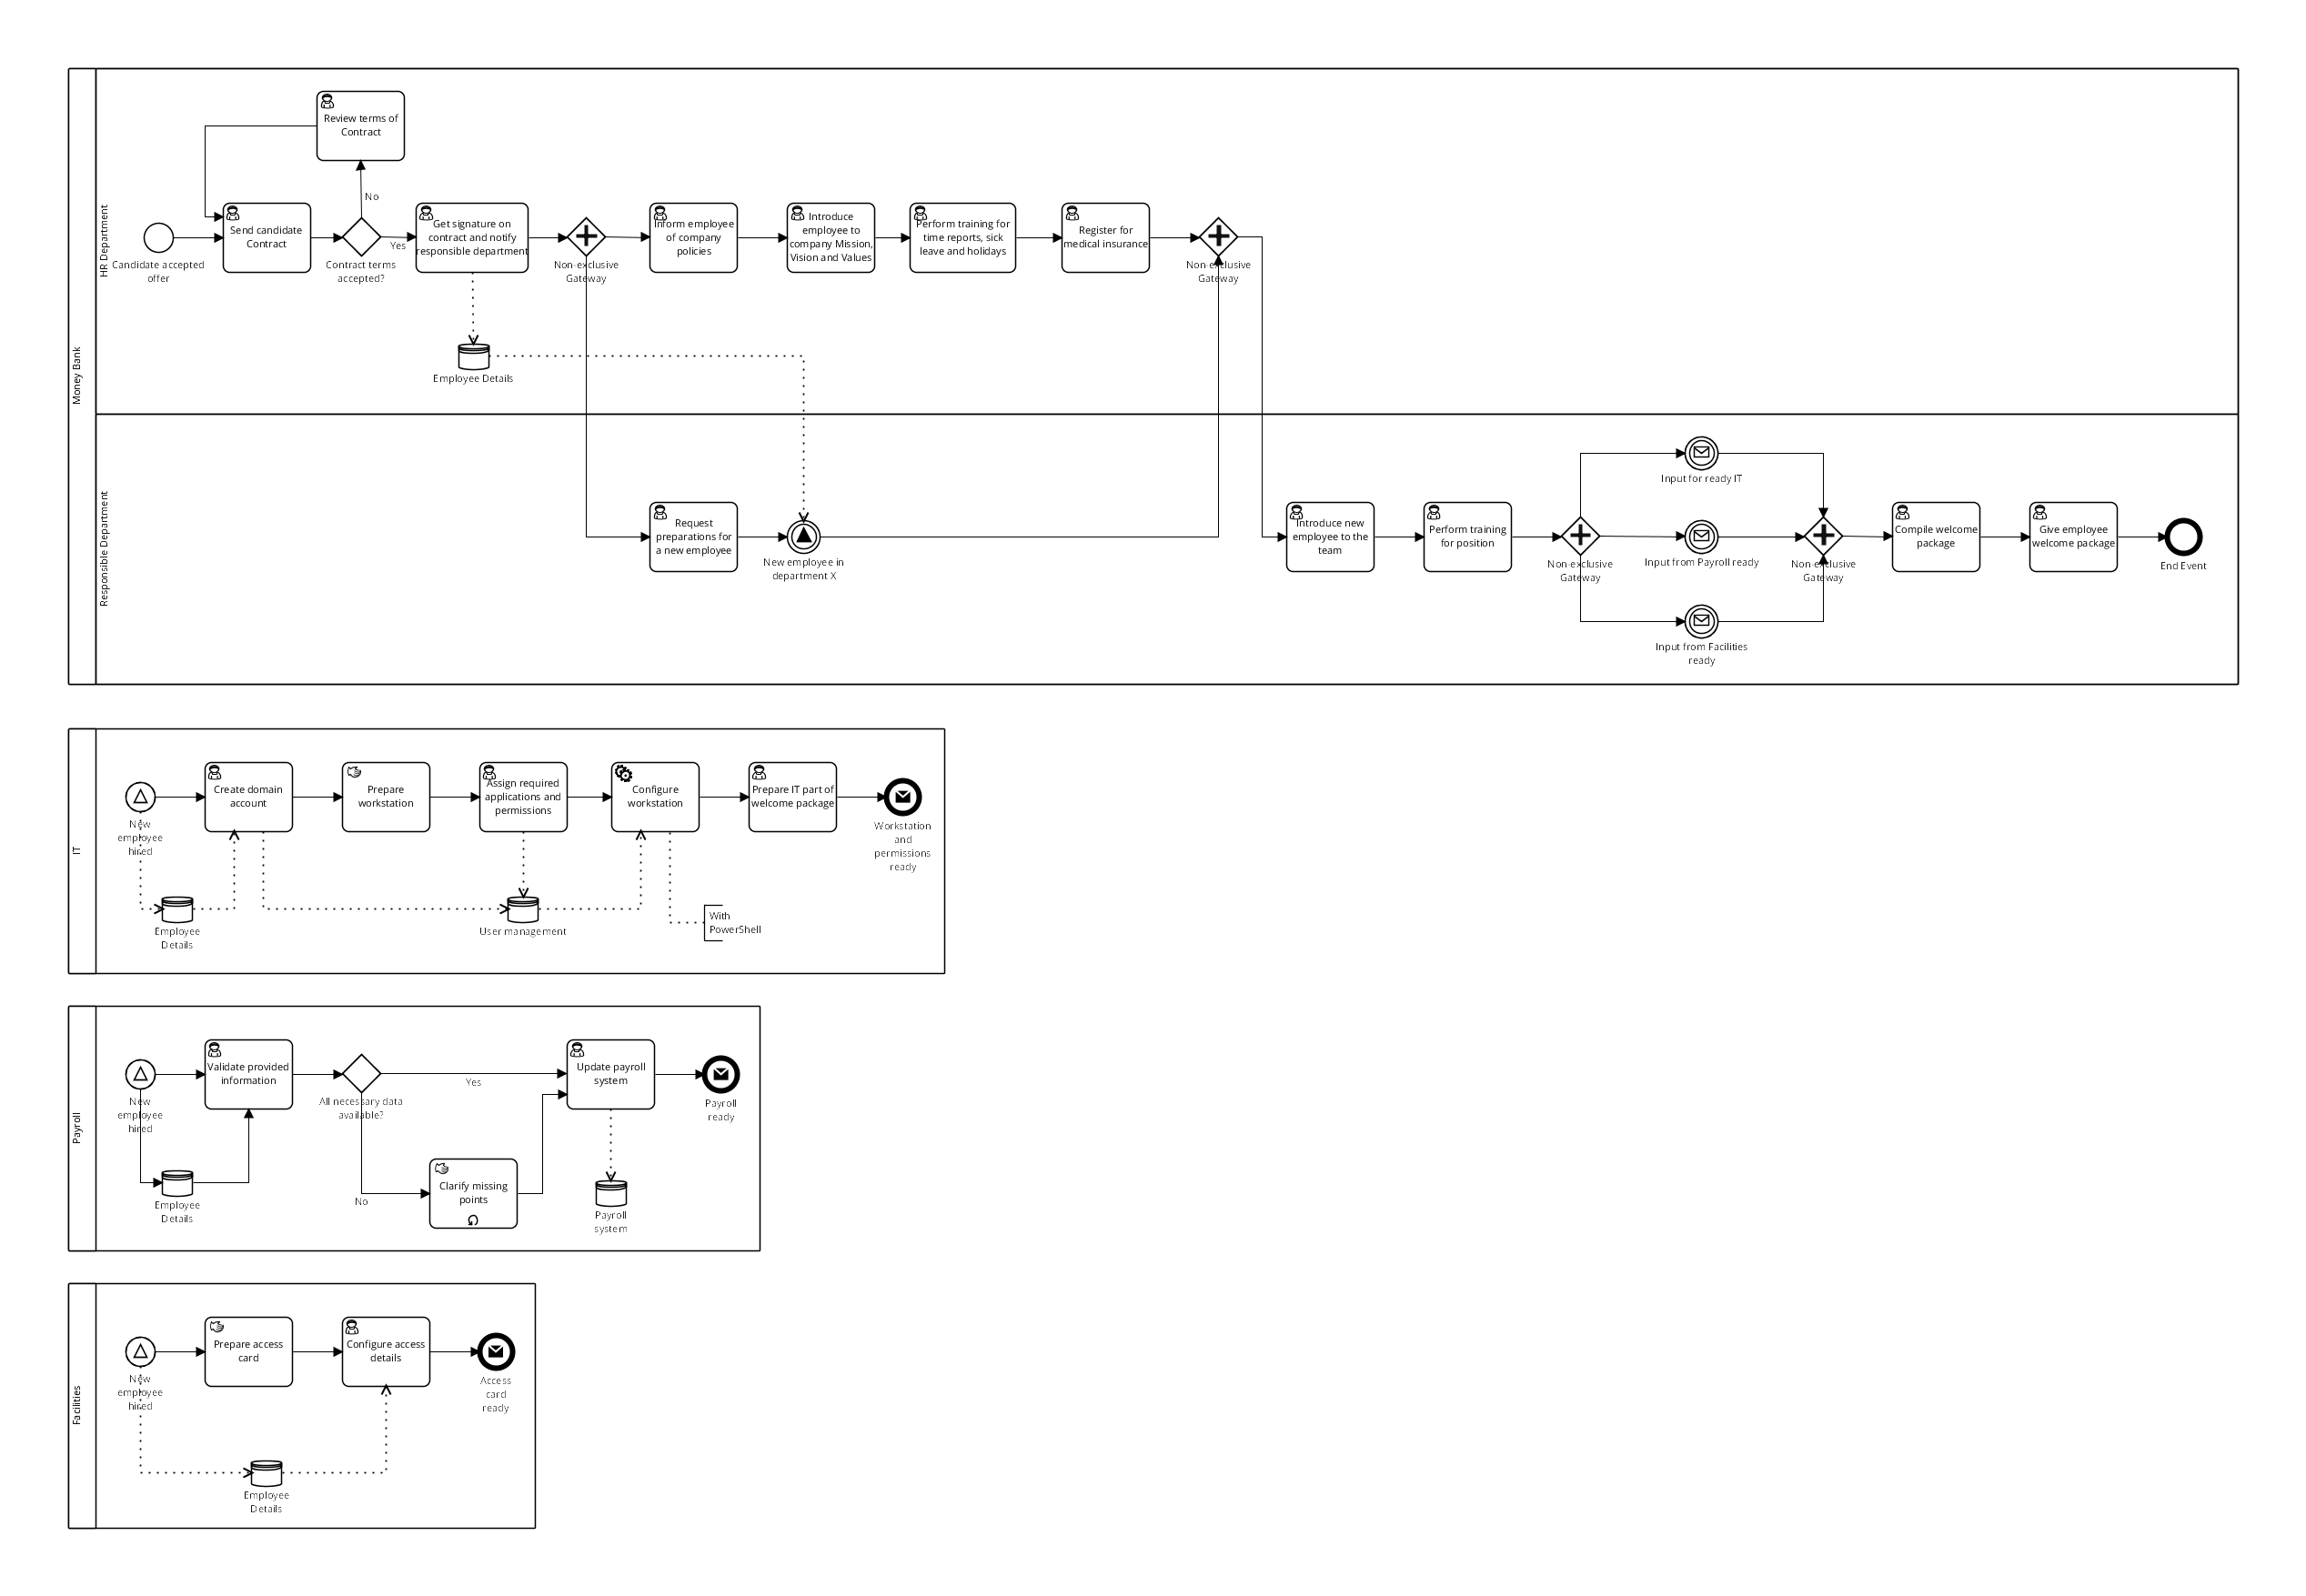 Money Bank
HR Department
Review terms of
Contract
No
Candidate accepted
offer
Send candidate
Contract
Contract terms
accepted?
Yes
Get signature on
contract and notify
responsible department
Non-exclusive
Gateway
Inform employee
of company
policies
Introduce
employee to
company Mission,
Vision and Values
Perform training for
time reports, sick
leave and holidays
Register for
medical insurance
Non-exclusive
Gateway
Employee Details
Responsible Department
Request
preparations for
a new employee
New employee in
department X
Introduce new
employee to the
team
Perform training
for position
Non-exclusive
Gateway
Input for ready IT
Input from Payroll ready
Input from Facilities
ready
Non-exclusive
Gateway
Compile welcome
package
Give employee
welcome package
End Event
IT
New
employee
hired
Create domain
account
Prepare
workstation
Assign required
applications and
permissions
Configure
workstation
Prepare IT part of
welcome package
Workstation
and
permissions
ready
Employee
Details
User management
With
PowerShell
Payroll
New
employee
hired
Validate provided
information
All necessary data
available?
Yes
Update payroll
system
Payroll
ready
Employee
Details
No
Clarify missing
points
Payroll
system
Facilities
New
employee
hired
Prepare access
card
Configure access
details
Access
card
ready
Employee
Details